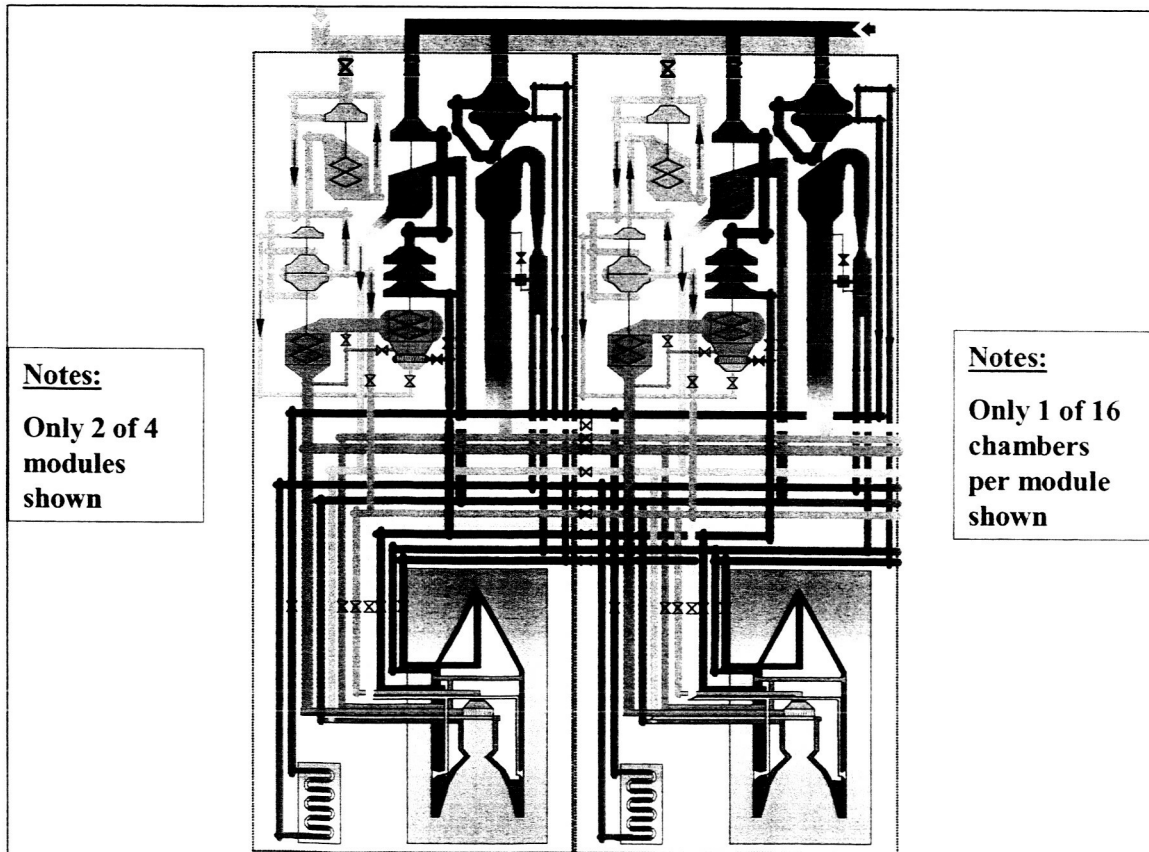 Notes:
Only 2 of 4
modules
shown
Notes:
Only 1 of 16
chambers
per module
shown